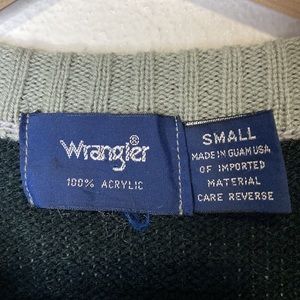 Wrangler®
100% ACRYLIC
SMALL
MADE IN GUAM USA
OF IMPORTED
MATERIAL
CARE REVERSE